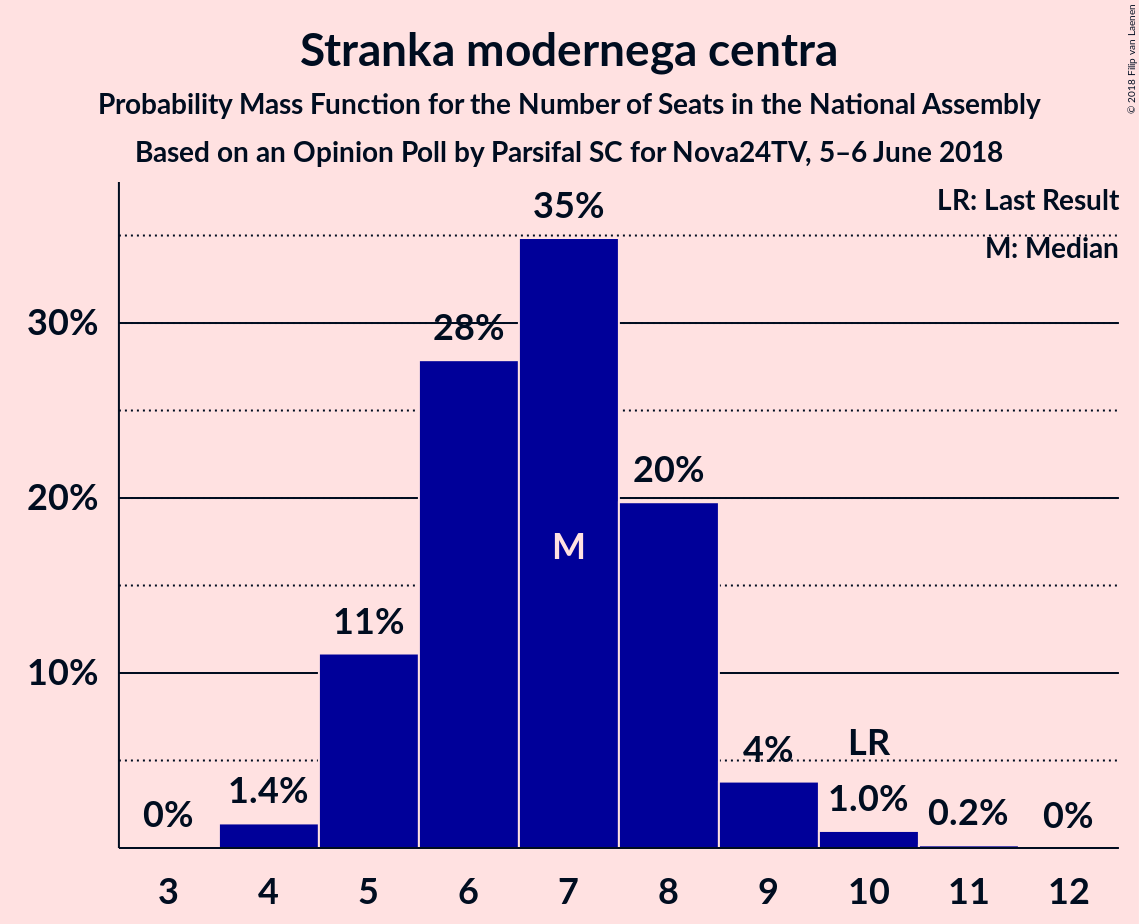 Stranka modernega centra
Probability Mass Function for the Number of Seats in the National Assembly
Based on an Opinion Poll by Parsifal SC for Nova24TV, 5–6 June 2018
© 2018 Filip van Laenen
LR: Last Result
M: Median
35%
30%
28%
20%
20%
M
11%
10%
4%
LR
1.4%
1.0%
0.2%
0%
0%
3 4 5 6 7 8 9 10 11 12